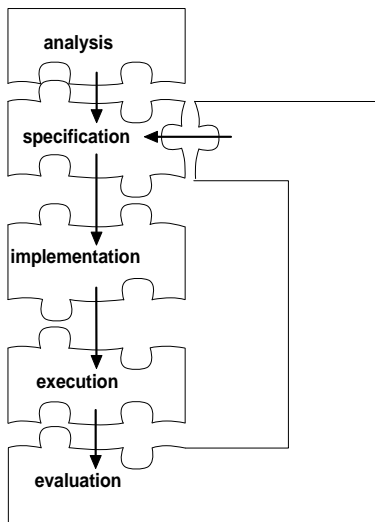 analysis
specification
implementation
execution
evaluation